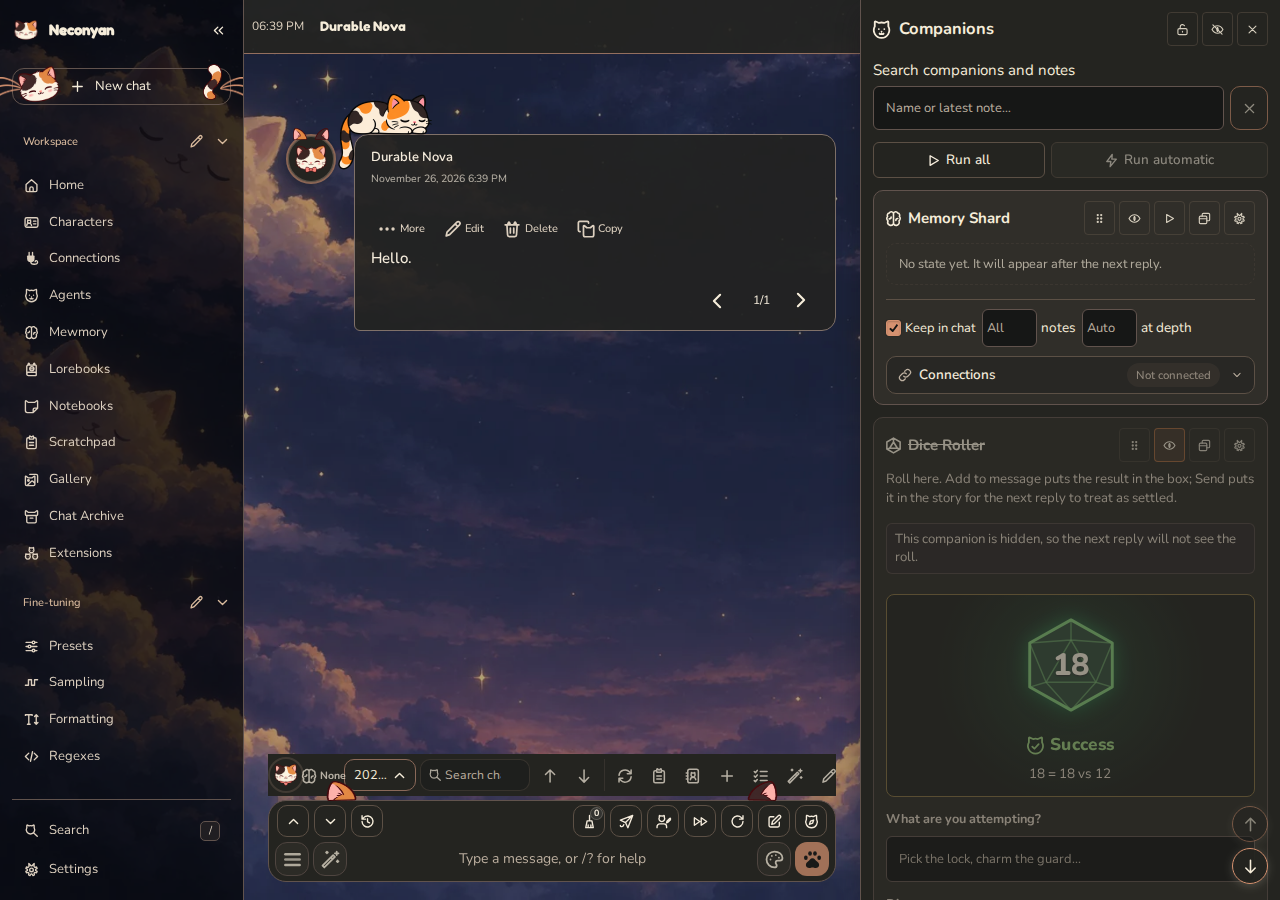 Neconyan
New chat
Workspace
Home
Characters
Connections
Agents
Mewmory
Lorebooks
Notebooks
Scratchpad
Gallery
Chat Archive
Extensions
Fine-tuning
Presets
Sampling
Formatting
Regexes
Search /
Settings
06:39 PM Durable Nova
Durable Nova
November 26, 2026 6:39 PM
More Edit Delete Copy
Hello.
1/1
None 202... Search ch
0
Type a message, or /? for help
Companions
Search companions and notes
Name or latest note...
Run all Run automatic
Memory Shard
No state yet. It will appear after the next reply.
Keep in chat All notes Auto at depth
Connections Not connected
Dice Roller
Roll here. Add to message puts the result in the box; Send puts
it in the story for the next reply to treat as settled.
This companion is hidden, so the next reply will not see the
roll.
18
Success
18 = 18 vs 12
What are you attempting?
Pick the lock, charm the guard...